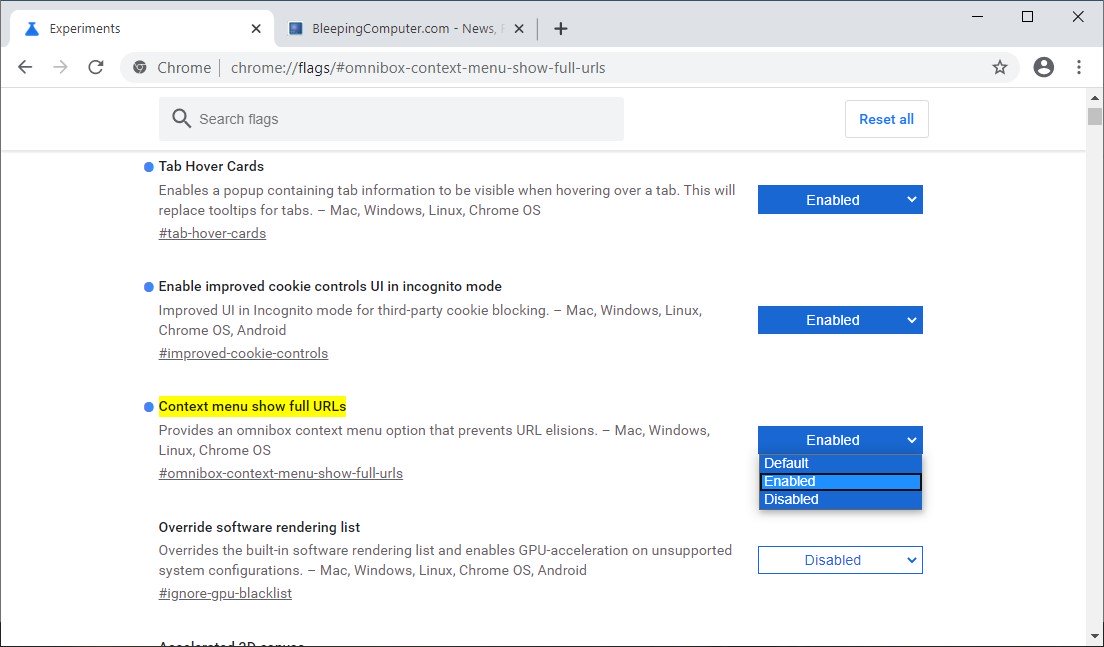 Experiments
BleepingComputer.com - News,
Chrome
chrome://flags/#omnibox-context-menu-show-full-urls
Search flags
Reset all
Tab Hover Cards
Enables a popup containing tab information to be visible when hovering over a tab. This will
replace tooltips for tabs. – Mac, Windows, Linux, Chrome OS
#tab-hover-cards
Enabled
Enable improved cookie controls UI in incognito mode
Improved UI in Incognito mode for third-party cookie blocking. – Mac, Windows, Linux,
Chrome OS, Android
#improved-cookie-controls
Enabled
Context menu show full URLs
Provides an omnibox context menu option that prevents URL elisions. – Mac, Windows,
Linux, Chrome OS
#omnibox-context-menu-show-full-urls
Enabled
Default
Enabled
Disabled
Override software rendering list
Overrides the built-in software rendering list and enables GPU-acceleration on unsupported
system configurations. – Mac, Windows, Linux, Chrome OS, Android
#ignore-gpu-blacklist
Disabled
Accelerated 2D canvas